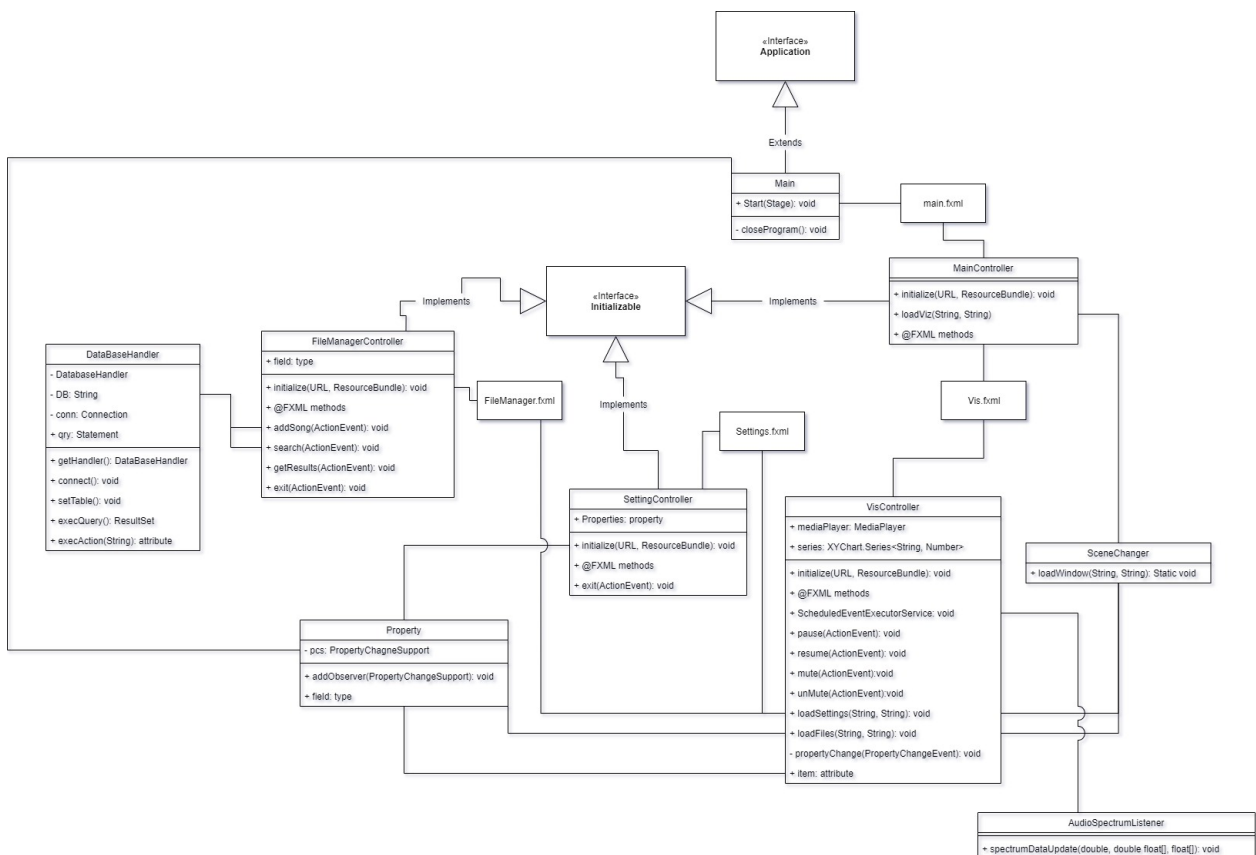 «Interface»
Application
Extends
Main
+ Start(Stage): void
- closeProgram(): void
main.fxml
MainController
+ initialize(URL, ResourceBundle): void
+ loadViz(String, String)
+ @FXML methods
«Interface»
Initializable
Implements
Implements
Implements
FileManagerController
+ field: type
+ initialize(URL, ResourceBundle): void
+ @FXML methods
+ addSong(ActionEvent): void
+ search(ActionEvent): void
+ getResults(ActionEvent): void
+ exit(ActionEvent): void
DataBaseHandler
- DatabaseHandler
- DB: String
- conn: Connection
+ qry: Statement
+ getHandler(): DataBaseHandler
+ connect(): void
+ setTable(): void
+ execQuery(): ResultSet
+ execAction(String): attribute
FileManager.fxml
Settings.fxml
Vis.fxml
SettingController
+ Properties: property
+ initialize(URL, ResourceBundle): void
+ @FXML methods
+ exit(ActionEvent): void
VisController
+ mediaPlayer: MediaPlayer
+ series: XYChart.Series<String, Number>
+ initialize(URL, ResourceBundle): void
+ @FXML methods
+ ScheduledEventExecutorService: void
+ pause(ActionEvent): void
+ resume(ActionEvent): void
+ mute(ActionEvent):void
+ unMute(ActionEvent):void
+ loadSettings(String, String): void
+ loadFiles(String, String): void
- propertyChange(PropertyChangeEvent): void
+ item: attribute
SceneChanger
+ loadWindow(String, String): Static void
Property
- pcs: PropertyChagneSupport
+ addObserver(PropertyChangeSupport): void
+ field: type
AudioSpectrumListener
+ spectrumDataUpdate(double, double float[], float[]): void